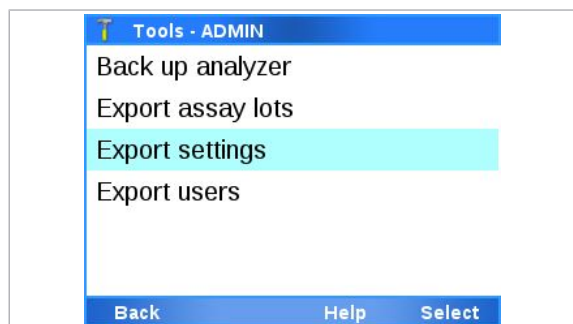 Tools - ADMIN
Back up analyzer
Export assay lots
Export settings
Export users
Back Help Select